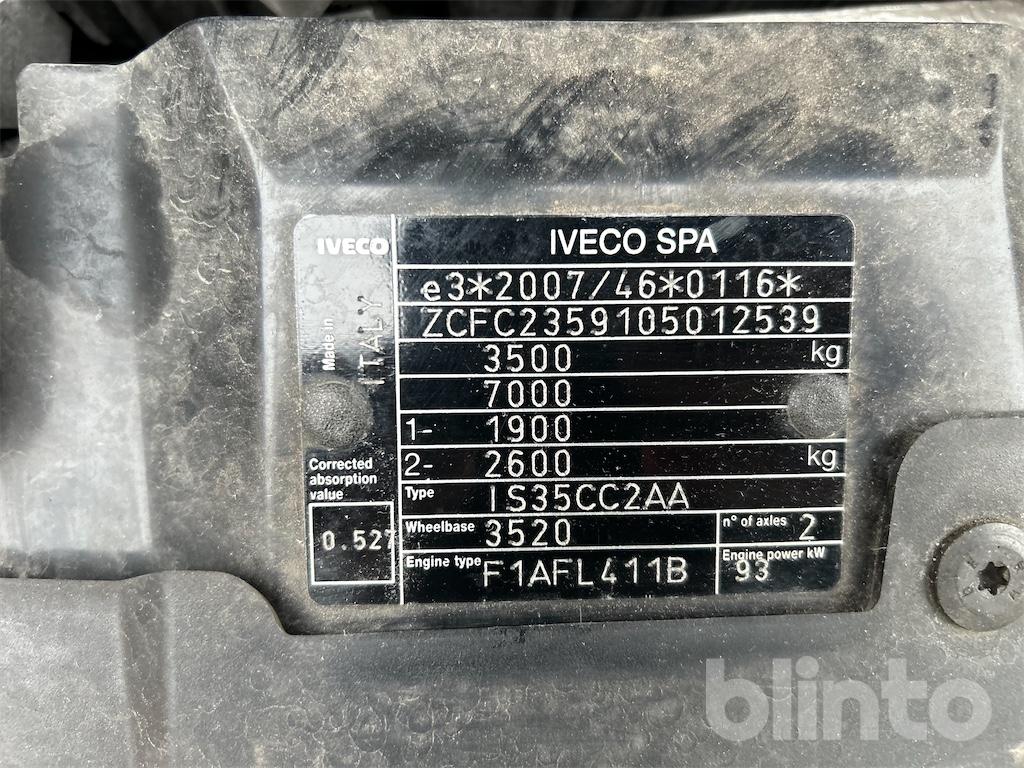 IVECO
Made in
ITALY
Corrected
absorption
value
0.527
IVECO SPA
e3*2007/46*0116*
ZCFC2359105012539
3500 kg
7000
1- 1900
2- 2600 kg
Type IS35CC2AA
Wheelbase 3520 n° of axles 2
Engine type F1AFL411B Engine power kW 93
blinto